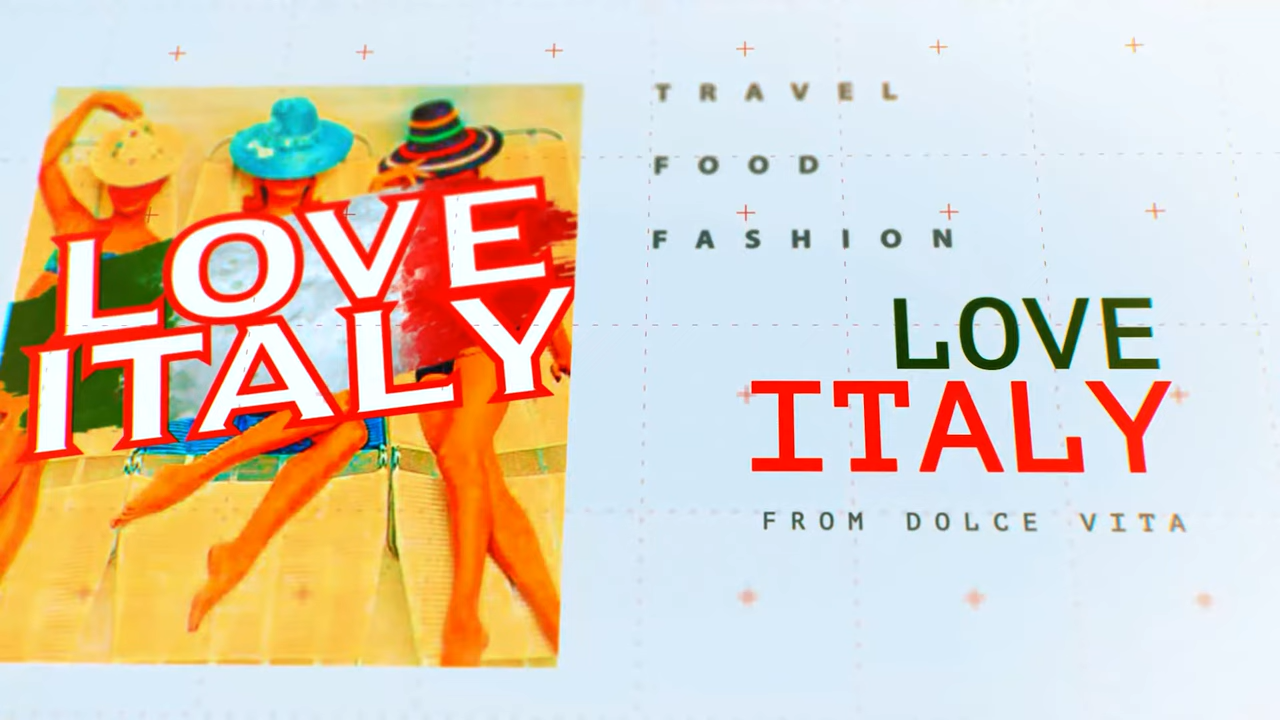 LOVE
ITALY
TRAVEL
FOOD
FASHION
LOVE
ITALY
FROM DOLCE VITA